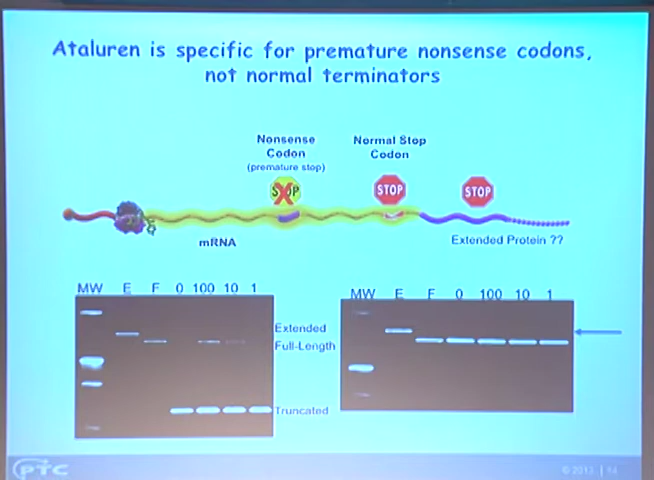 Ataluren is specific for premature nonsense codons,
not normal terminators
Nonsense
Codon
(premature stop)
Normal Stop
Codon
STOP
STOP
STOP
mRNA
Extended Protein ??
MW E F 0 100 10 1
MW E F 0 100 10 1
Extended
Full-Length
Truncated
PTC